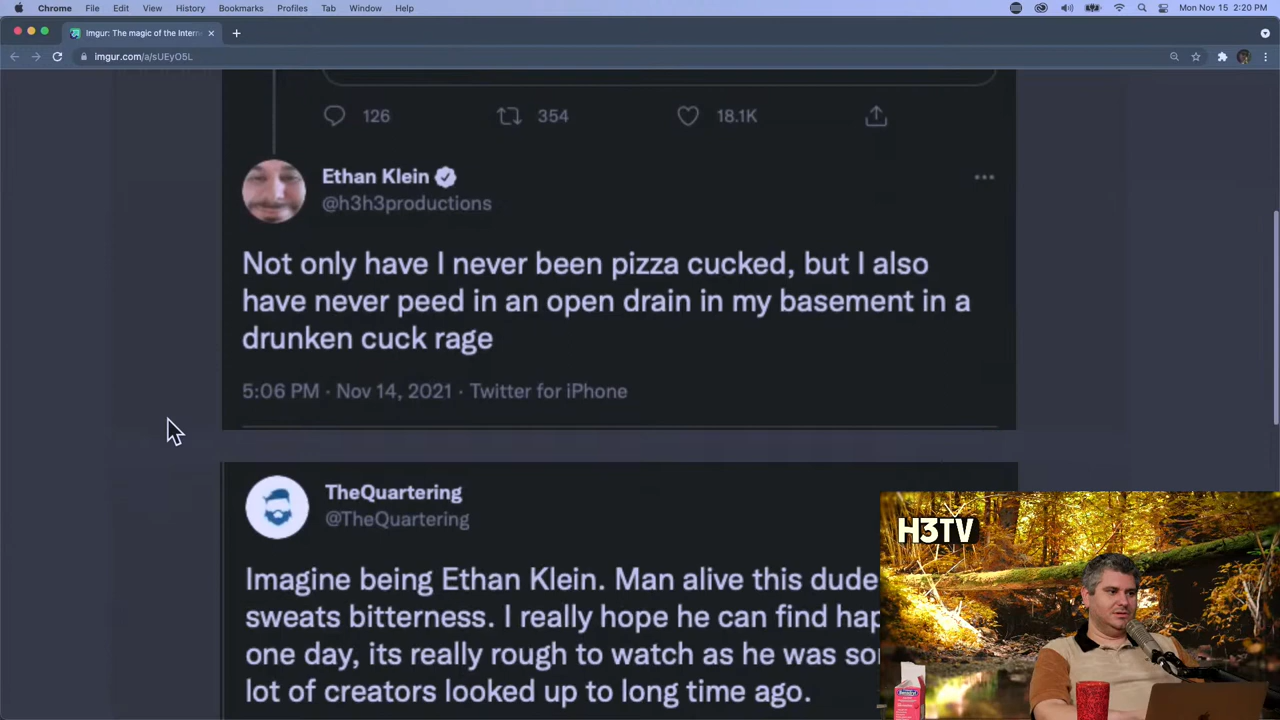 Chrome File Edit View History Bookmarks Profiles Tab Window Help Mon Nov 15 2:20 PM
Imgur: The magic of the Intern
imgur.com/a/sUEyO5L
126 354 18.1K
Ethan Klein
@h3h3productions
Not only have I never been pizza cucked, but I also
have never peed in an open drain in my basement in a
drunken cuck rage
5:06 PM · Nov 14, 2021 · Twitter for iPhone
TheQuartering
@TheQuartering
Imagine being Ethan Klein. Man alive this dude
sweats bitterness. I really hope he can find hap
one day, its really rough to watch as he was so
lot of creators looked up to long time ago.
H3TV